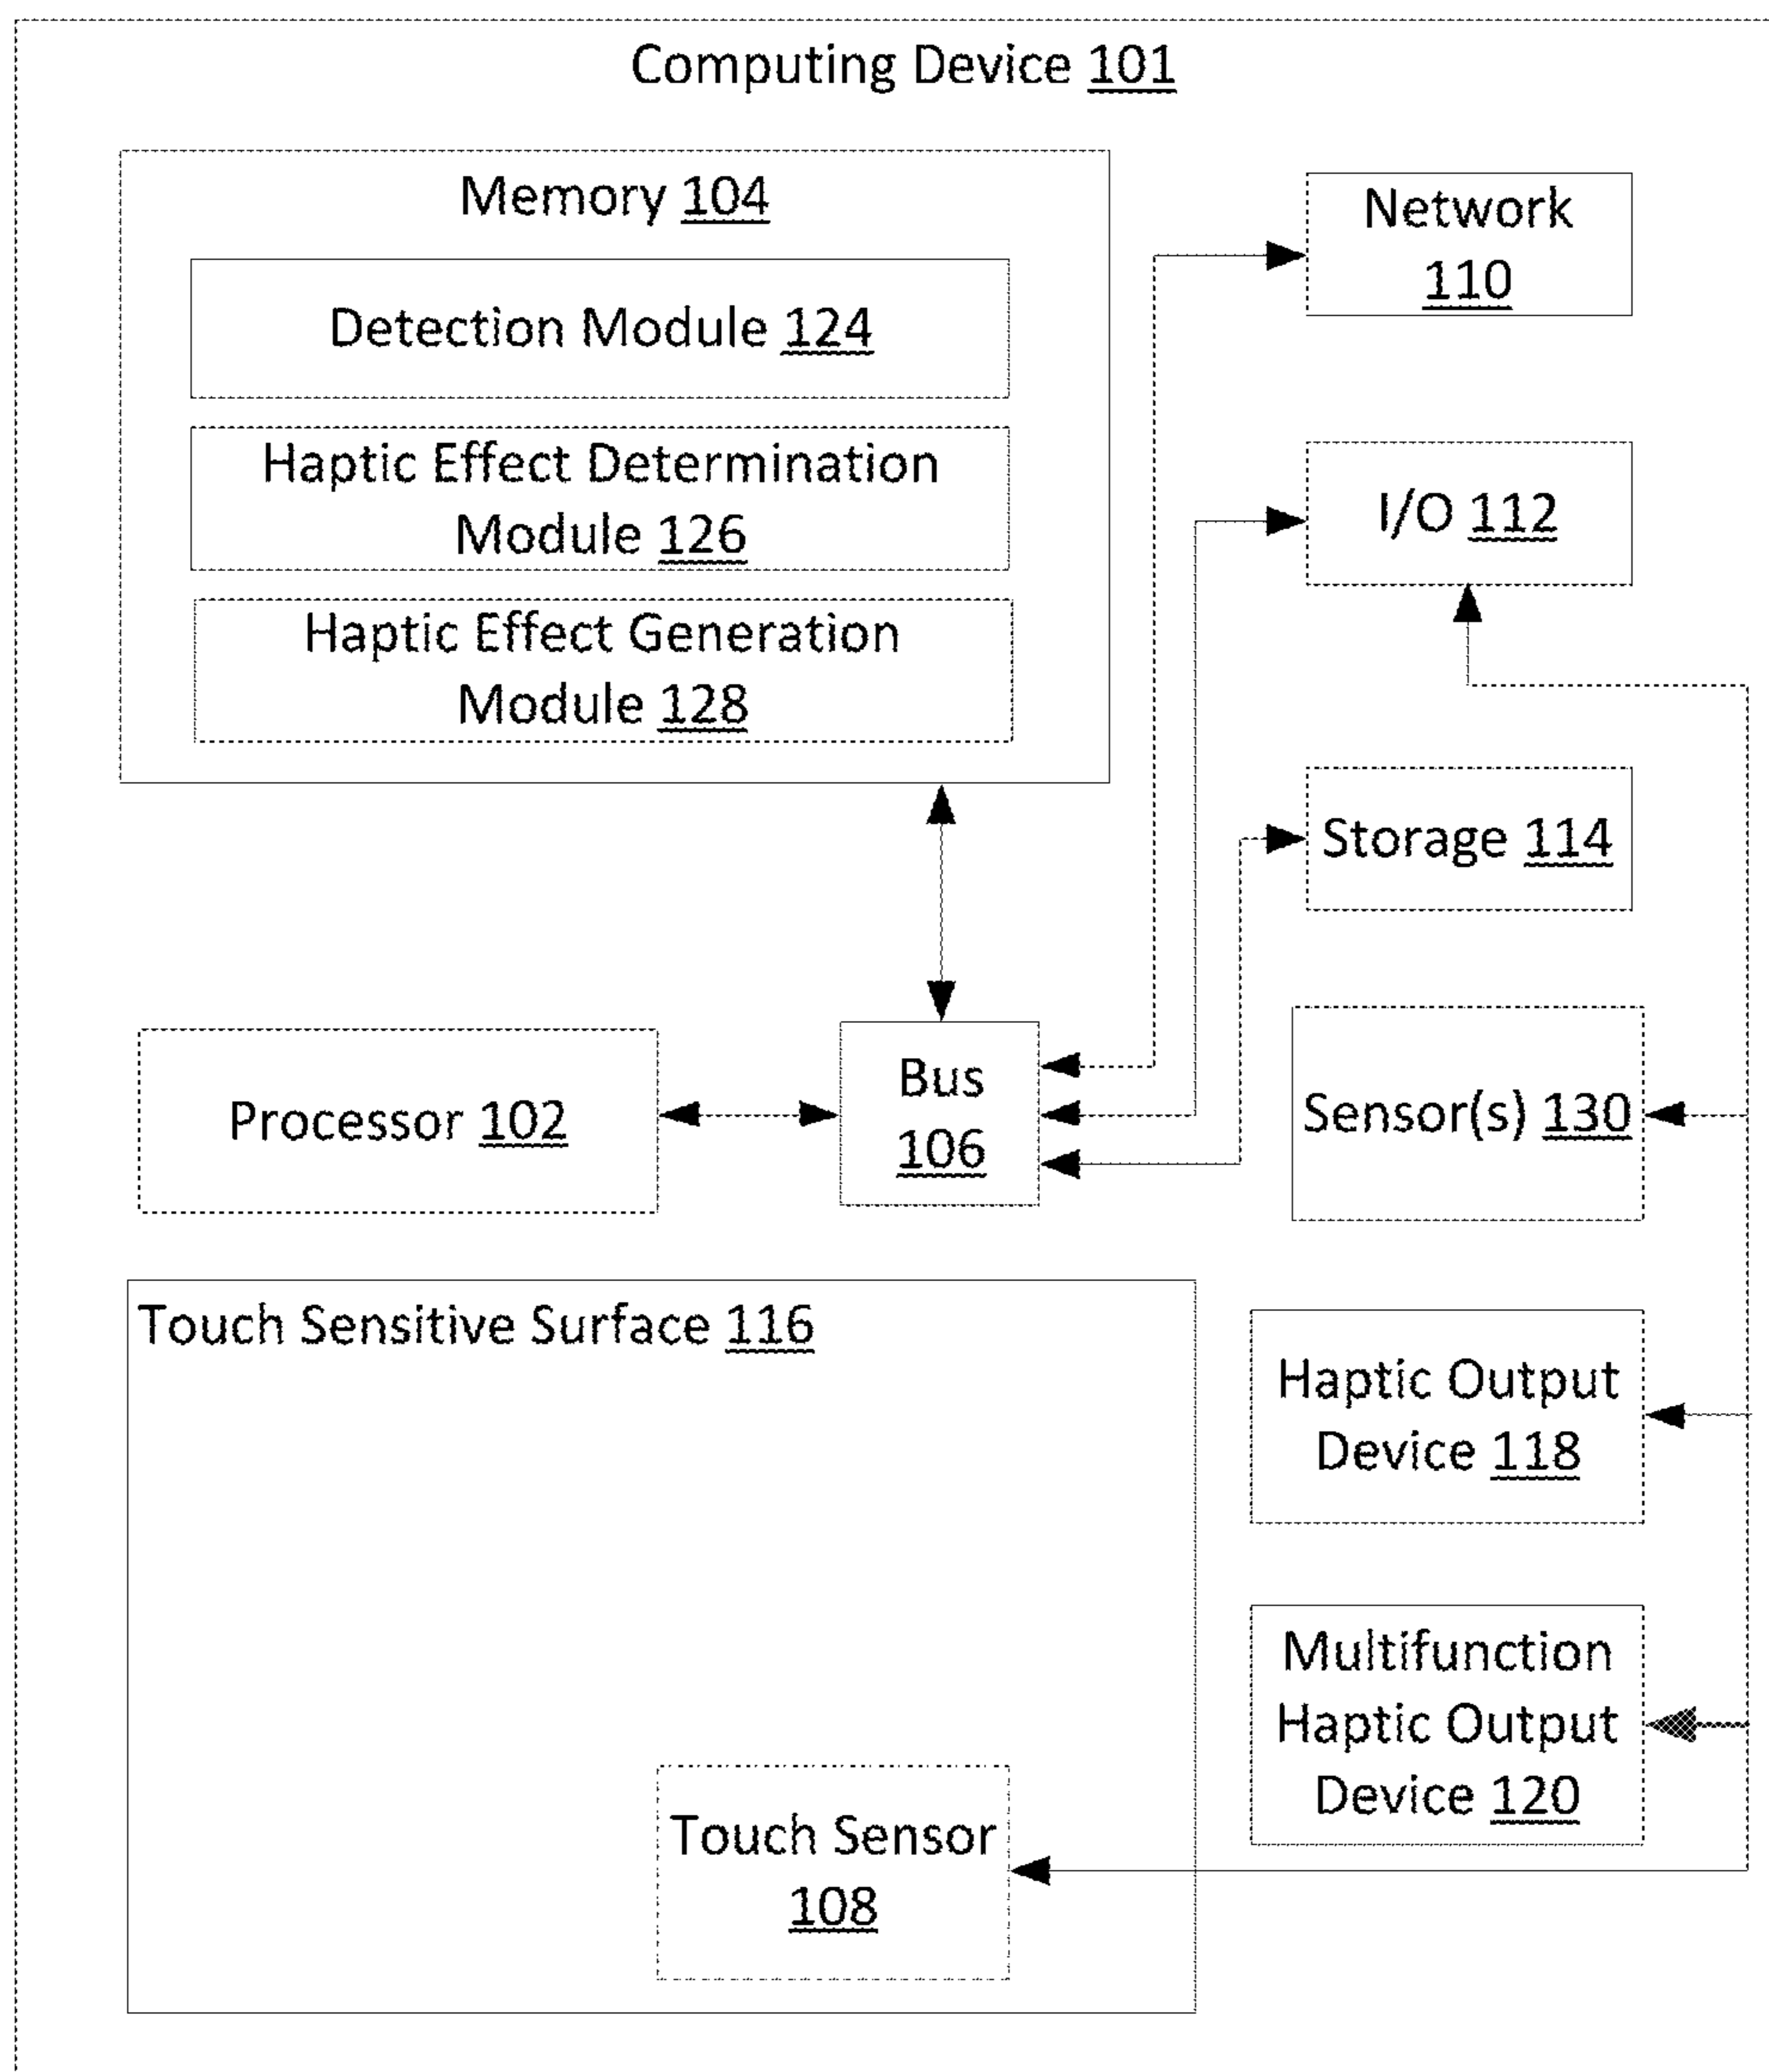 Computing Device 101
Memory 104
Detection Module 124
Haptic Effect Determination
Module 126
Haptic Effect Generation
Module 128
Network
110
I/O 112
Storage 114
Processor 102
Bus
106
Sensor(s) 130
Touch Sensitive Surface 116
Touch Sensor
108
Haptic Output
Device 118
Multifunction
Haptic Output
Device 120